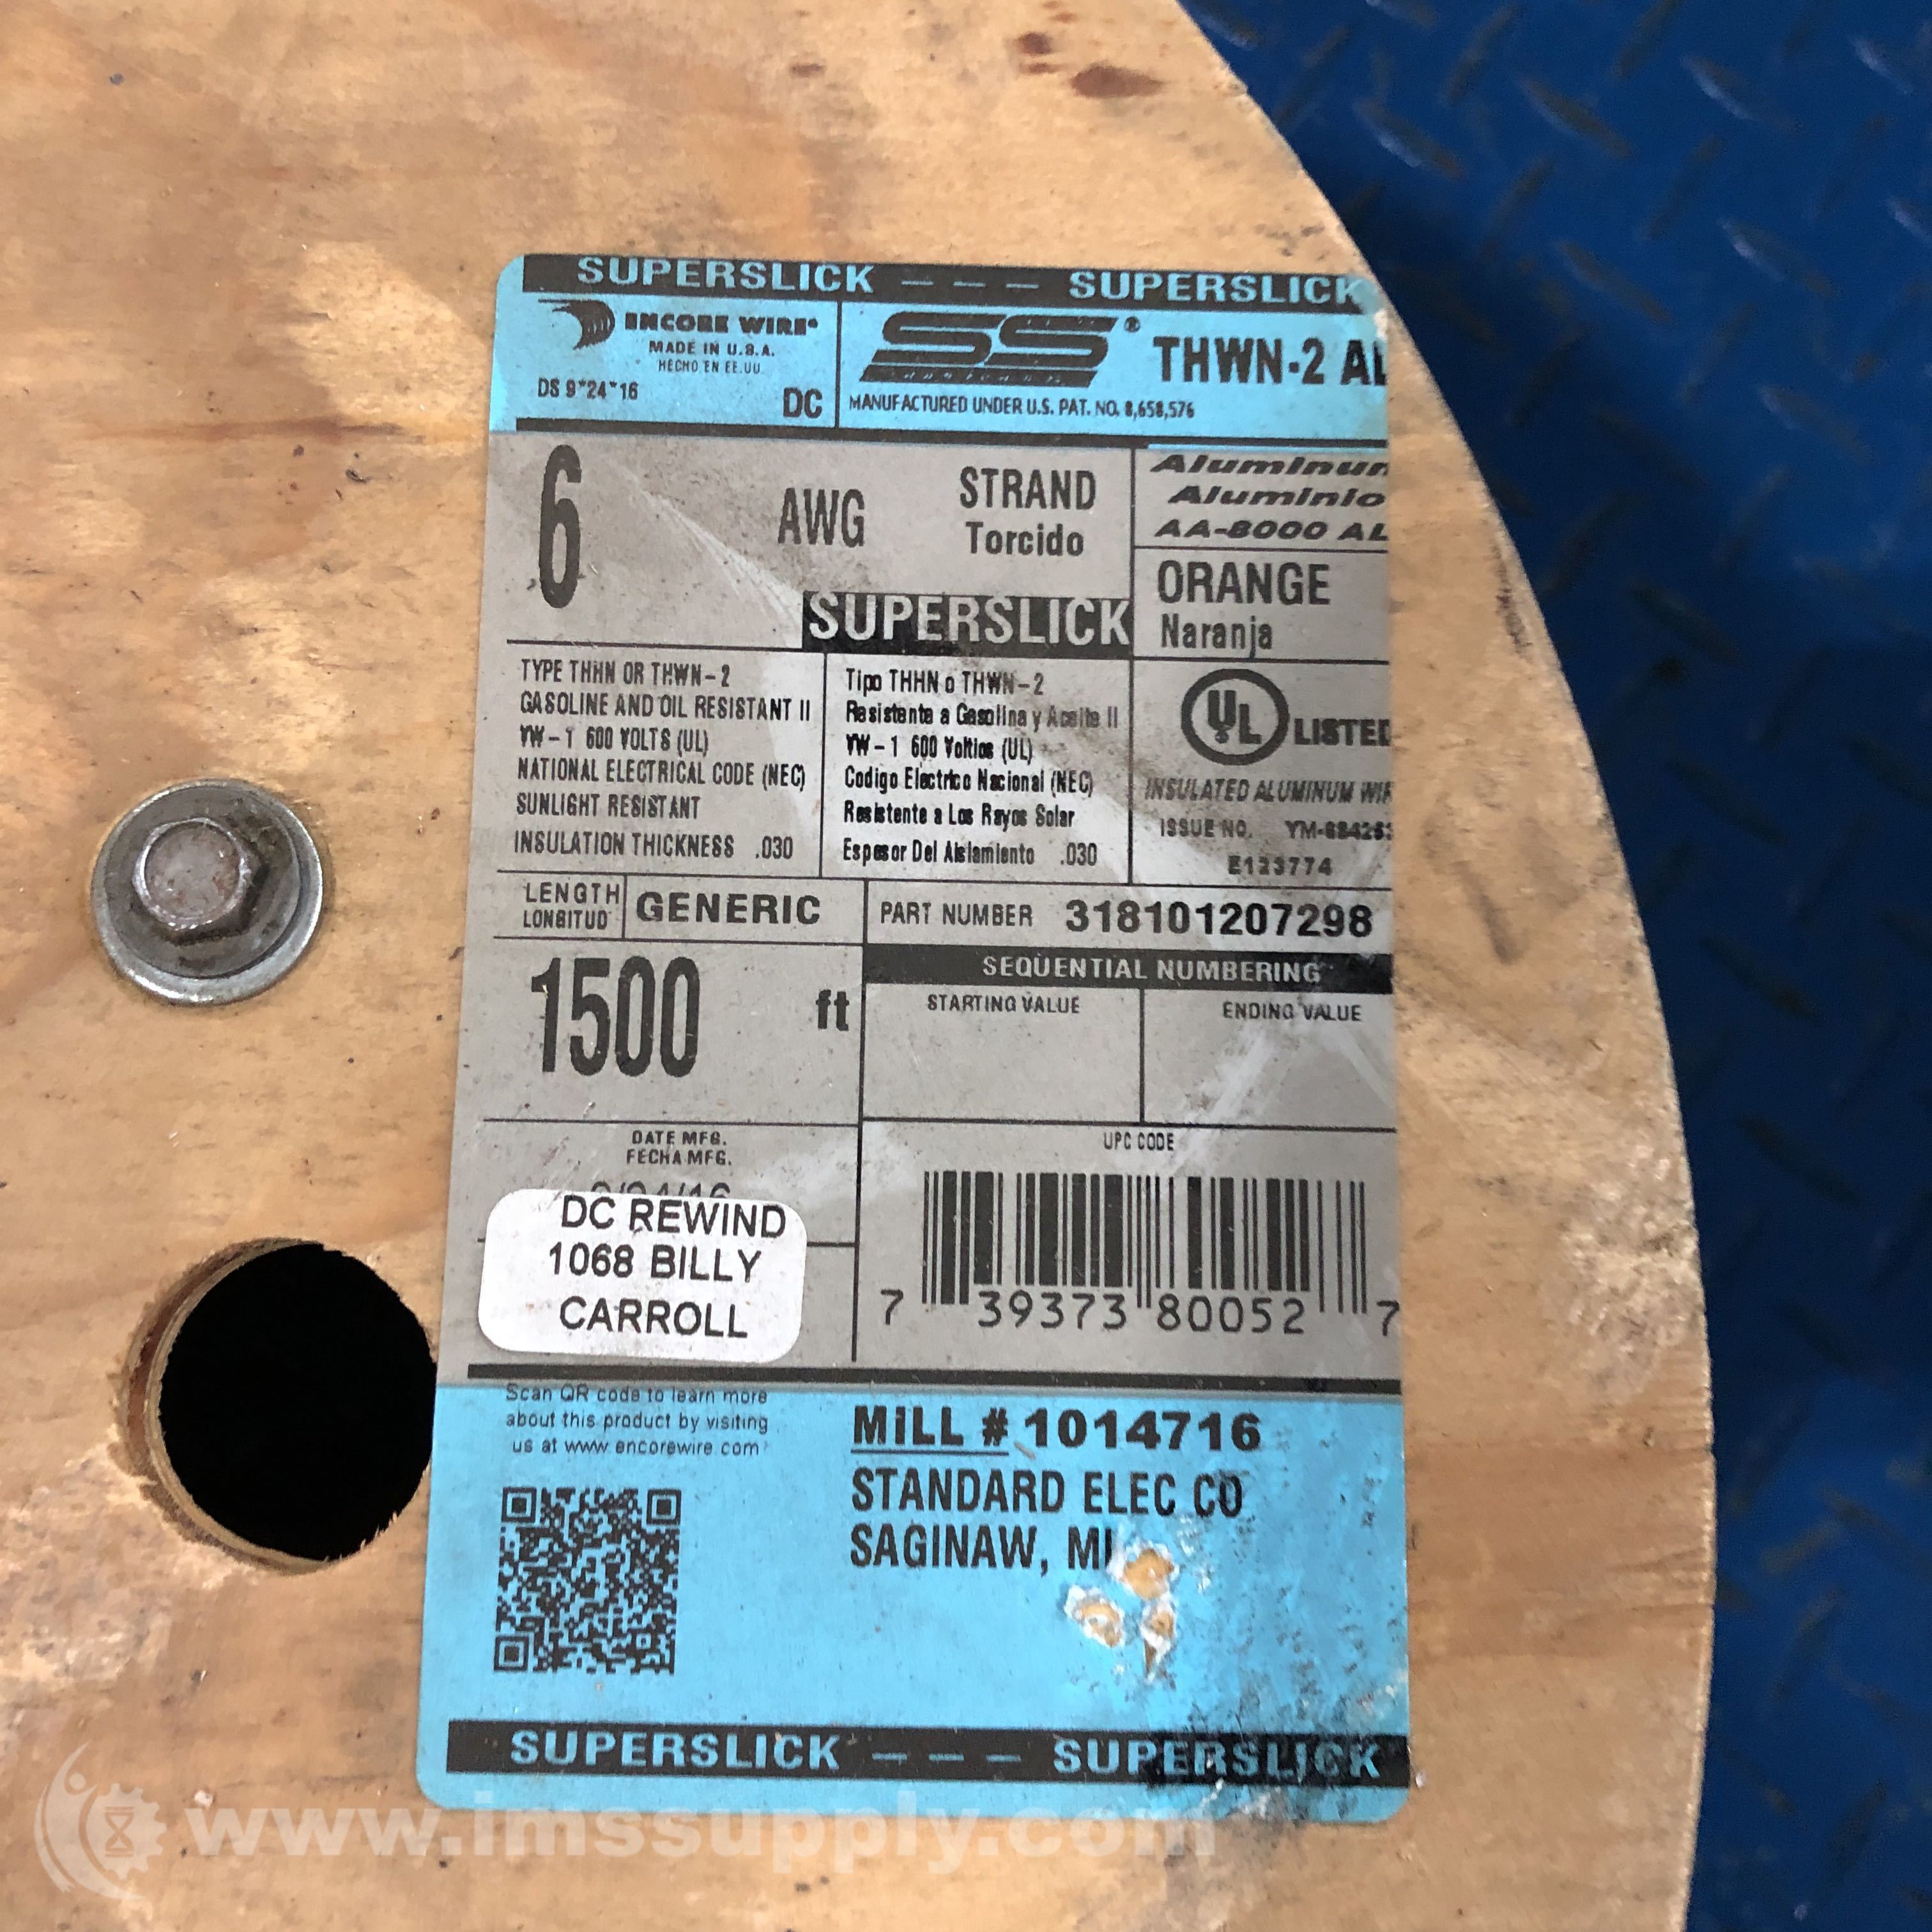 SUPERSLICK - - - SUPERSLICK
ENCORE WIRE®
MADE IN U.S.A.
HECHO EN EE.UU.
DS 9*24*16
DC
SS® THWN-2 AL
MANUFACTURED UNDER U.S. PAT. NO. 8,658,576
6 AWG
STRAND
Torcido
SUPERSLICK
Aluminum
Aluminio
AA-8000 AL
ORANGE
Naranja
TYPE THHN OR THWN-2
GASOLINE AND OIL RESISTANT II
VW-1 600 VOLTS (UL)
NATIONAL ELECTRICAL CODE (NEC)
SUNLIGHT RESISTANT
INSULATION THICKNESS .030
Tipo THHN o THWN-2
Resistente a Gasolina y Aceite II
VW-1 600 Voltios (UL)
Codigo Electrico Nacional (NEC)
Resistente a Los Rayos Solar
Espesor Del Aislamiento .030
UL LISTED
INSULATED ALUMINUM WIR
ISSUE NO. YM-68426
E123774
LENGTH
LONGITUD
GENERIC
PART NUMBER 318101207298
1500 ft
SEQUENTIAL NUMBERING
STARTING VALUE
ENDING VALUE
DATE MFG.
FECHA MFG.
DC REWIND
1068 BILLY
CARROLL
UPC CODE
7 39373 80052 7
Scan QR code to learn more
about this product by visiting
us at www.encorewire.com
MILL # 1014716
STANDARD ELEC CO
SAGINAW, MI
SUPERSLICK - - - SUPERSLICK
www.imssupply.com